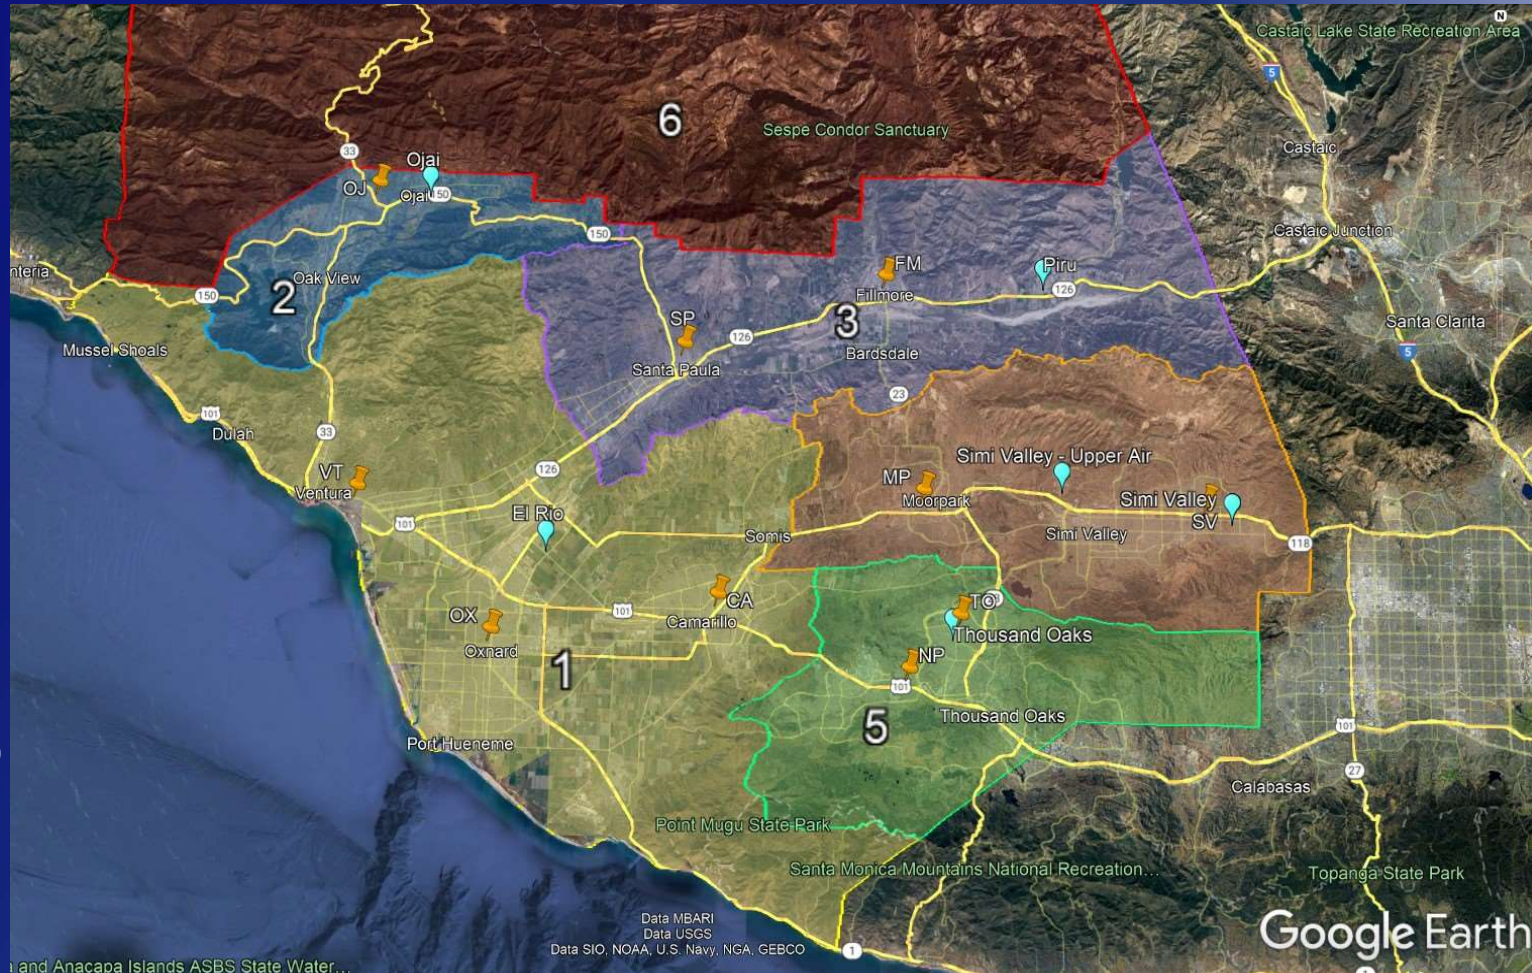 N
Castaic Lake State Recreation Area
5
6
Sespe Condor Sanctuary
Castaic
33
Ojai
OJ
Ojai
150
Castaic Junction
150
nteria
FM
Piru
Oak View
2
150
Fillmore
126
126
SP
3
Santa Clarita
Mussel Shoals
126
Bardsdale
5
Santa Paula
23
101
Dulah
33
Simi Valley - Upper Air
VT
126
MP
Ventura
Moorpark
Simi Valley
El Rio
SV
101
Somis
Simi Valley
118
CA
TO
OX
101
Camarillo
Thousand Oaks
Oxnard
NP
1
101
Thousand Oaks
5
101
Port Hueneme
27
Calabasas
Point Mugu State Park
Santa Monica Mountains National Recreation...
Topanga State Park
Data MBARI
Data USGS
Data SIO, NOAA, U.S. Navy, NGA, GEBCO
1
Google Earth
and Anacapa Islands ASBS State Water...